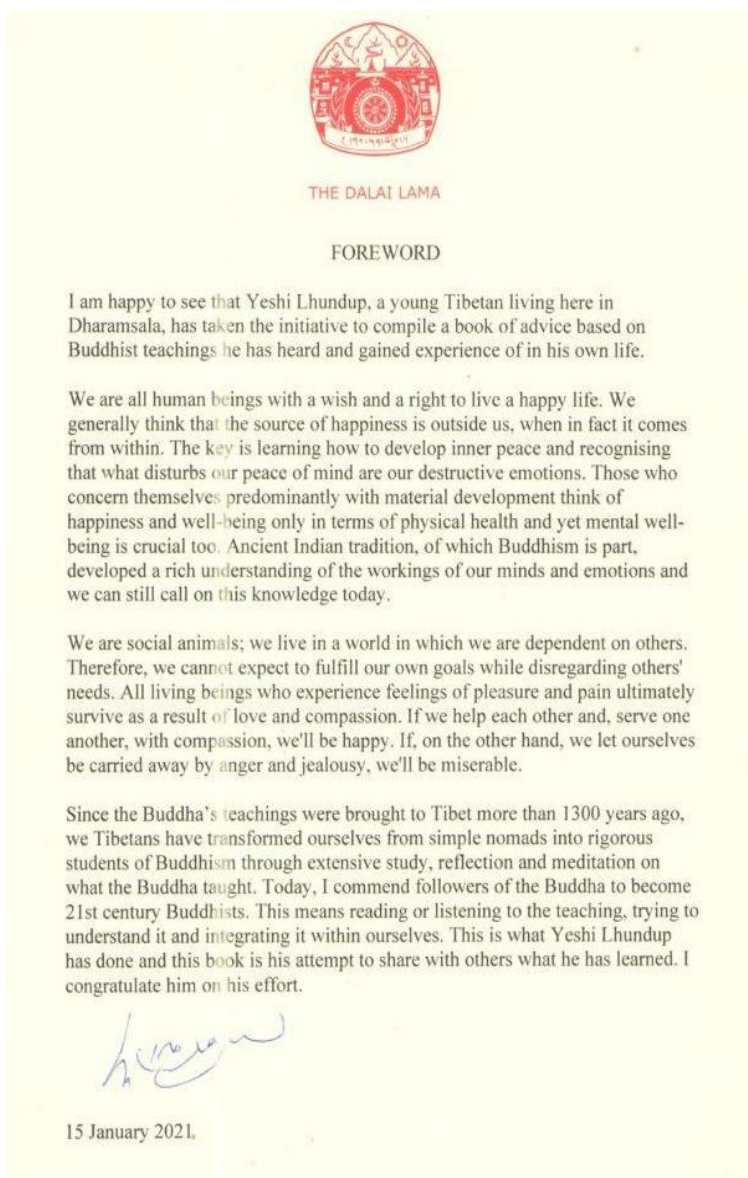 THE DALAI LAMA
FOREWORD
I am happy to see that Yeshi Lhundup, a young Tibetan living here in
Dharamsala, has taken the initiative to compile a book of advice based on
Buddhist teachings he has heard and gained experience of in his own life.
We are all human beings with a wish and a right to live a happy life. We
generally think that the source of happiness is outside us, when in fact it comes
from within. The key is learning how to develop inner peace and recognising
that what disturbs our peace of mind are our destructive emotions. Those who
concern themselves predominantly with material development think of
happiness and well-being only in terms of physical health and yet mental well-
being is crucial too. Ancient Indian tradition, of which Buddhism is part,
developed a rich understanding of the workings of our minds and emotions and
we can still call on this knowledge today.
We are social animals; we live in a world in which we are dependent on others.
Therefore, we cannot expect to fulfill our own goals while disregarding others'
needs. All living beings who experience feelings of pleasure and pain ultimately
survive as a result of love and compassion. If we help each other and, serve one
another, with compassion, we'll be happy. If, on the other hand, we let ourselves
be carried away by anger and jealousy, we'll be miserable.
Since the Buddha’s teachings were brought to Tibet more than 1300 years ago,
we Tibetans have transformed ourselves from simple nomads into rigorous
students of Buddhism through extensive study, reflection and meditation on
what the Buddha taught. Today, I commend followers of the Buddha to become
21st century Buddhists. This means reading or listening to the teaching, trying to
understand it and integrating it within ourselves. This is what Yeshi Lhundup
has done and this book is his attempt to share with others what he has learned. I
congratulate him on his effort.
15 January 2021.